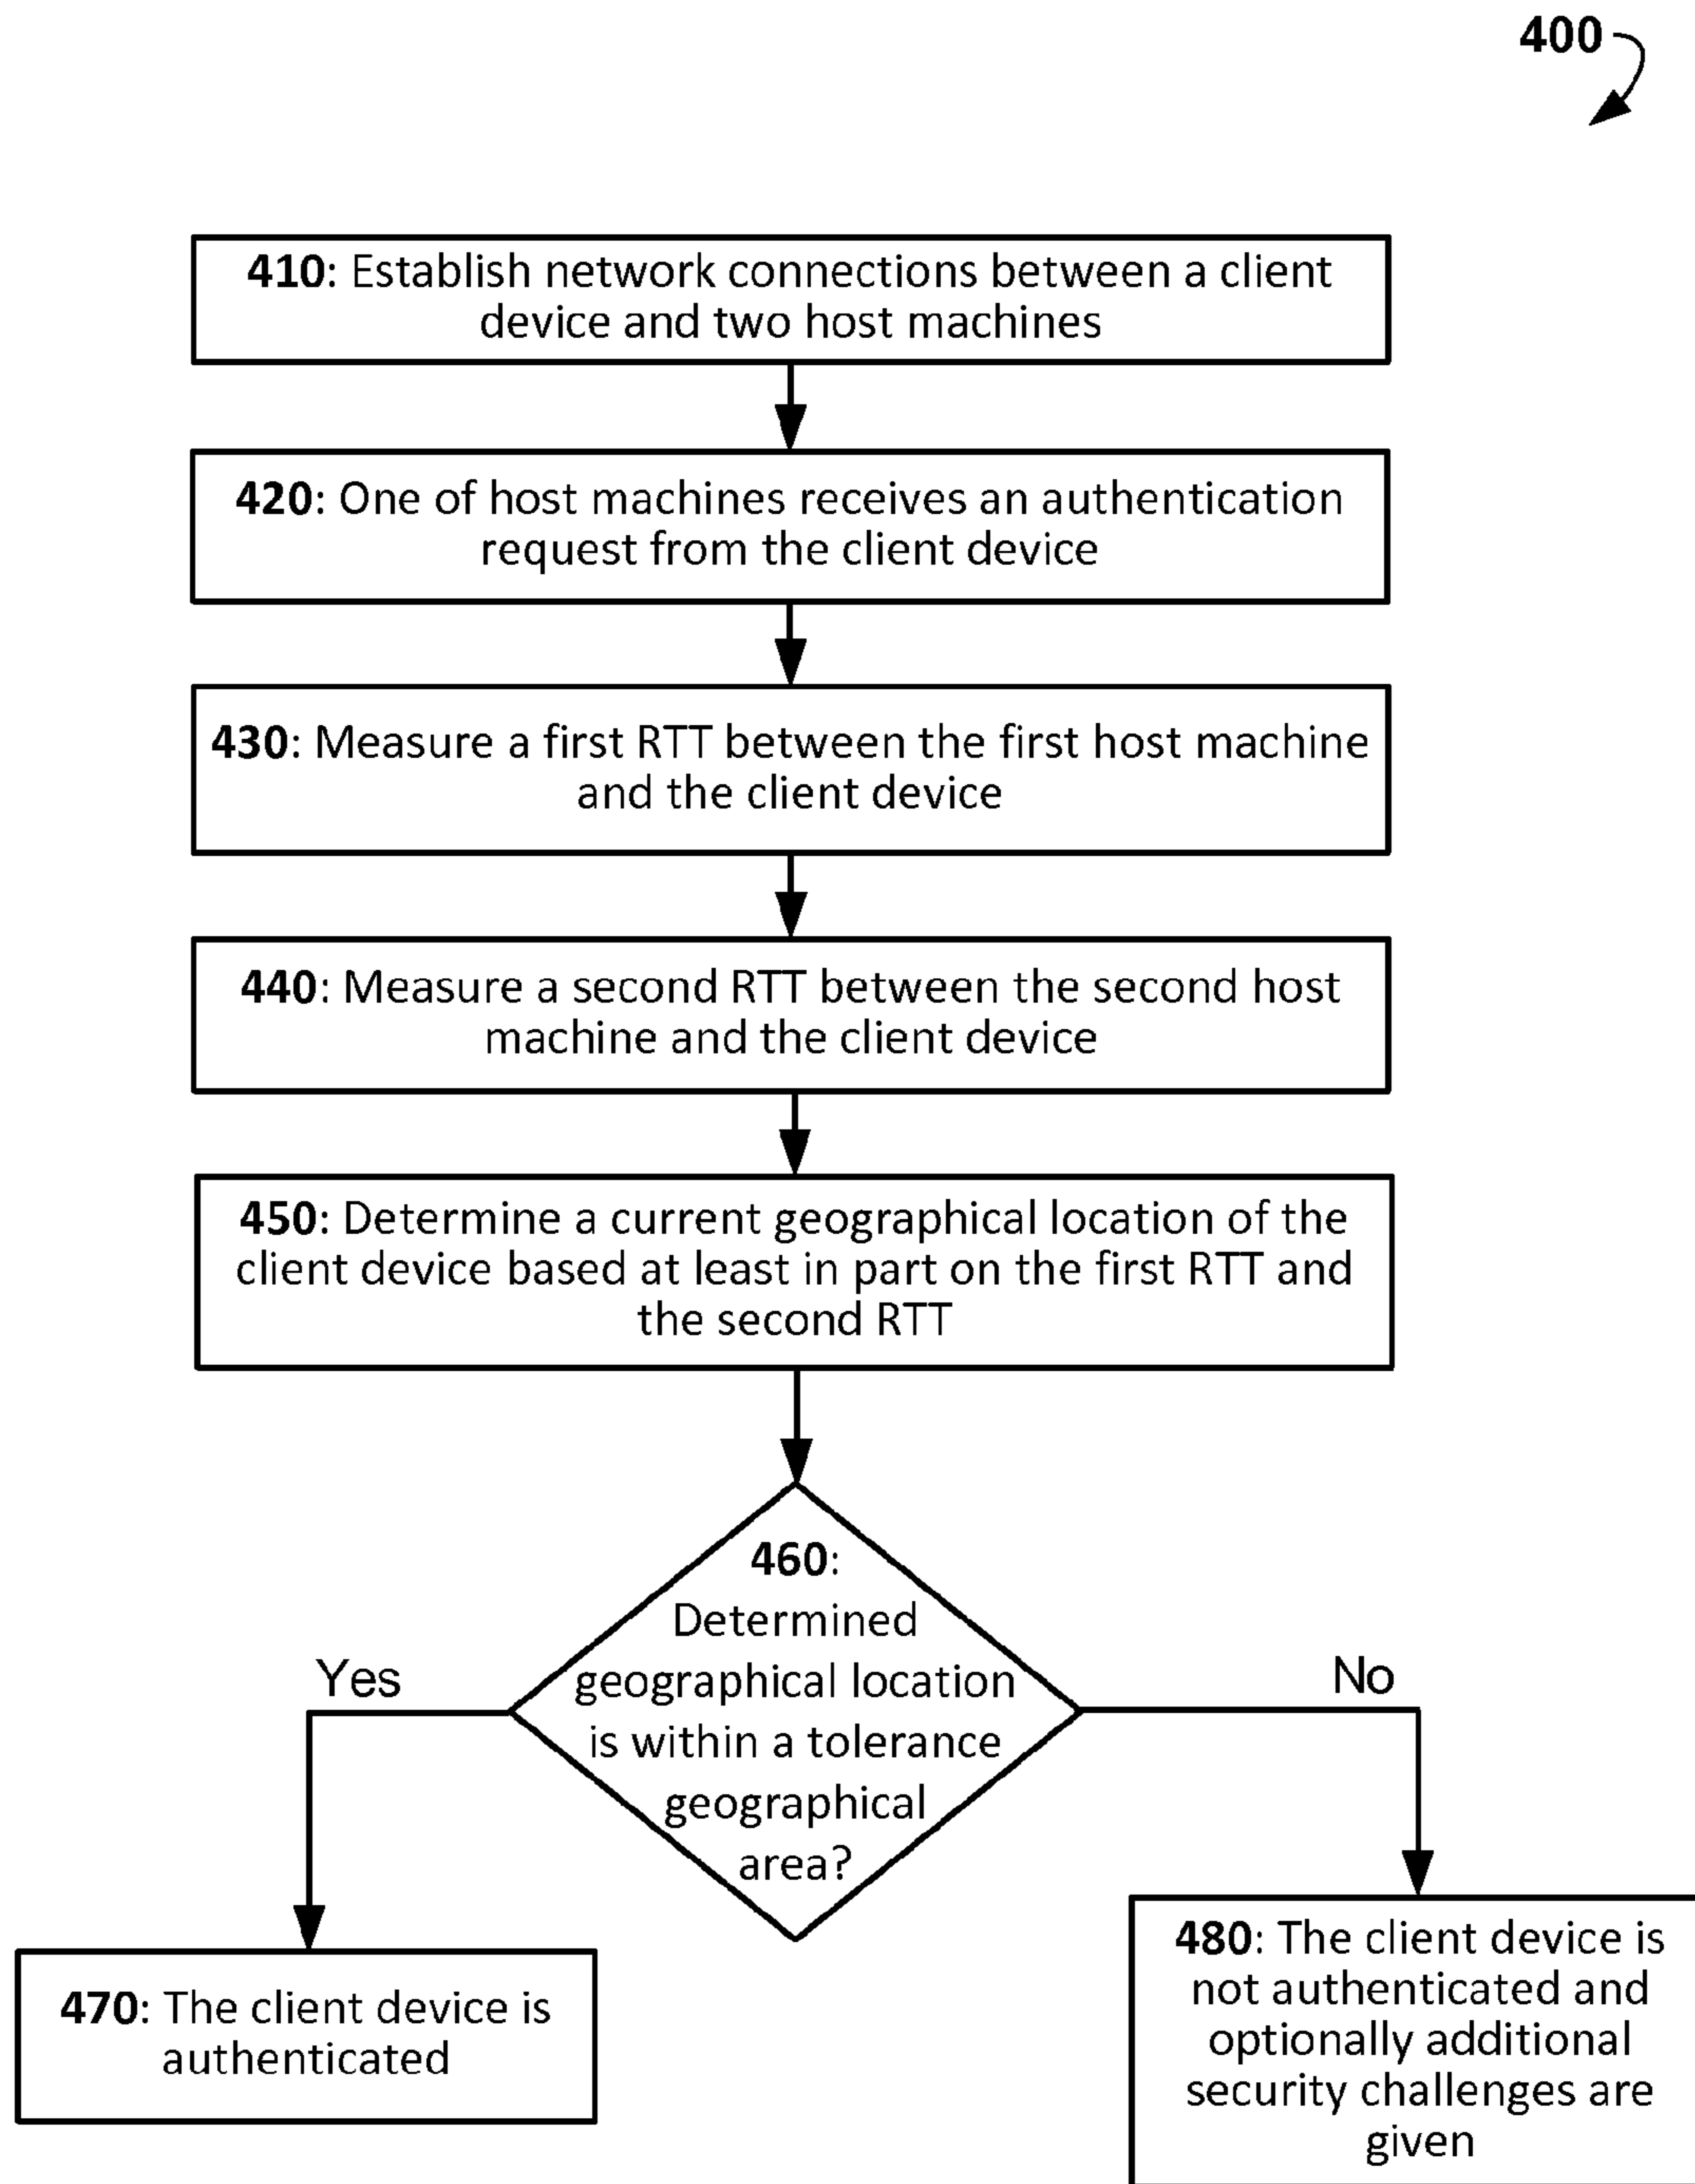 400
410: Establish network connections between a client
device and two host machines
420: One of host machines receives an authentication
request from the client device
430: Measure a first RTT between the first host machine
and the client device
440: Measure a second RTT between the second host
machine and the client device
450: Determine a current geographical location of the
client device based at least in part on the first RTT and
the second RTT
460:
Determined
geographical location
is within a tolerance
geographical
area?
Yes
No
470: The client device is
authenticated
480: The client device is
not authenticated and
optionally additional
security challenges are
given